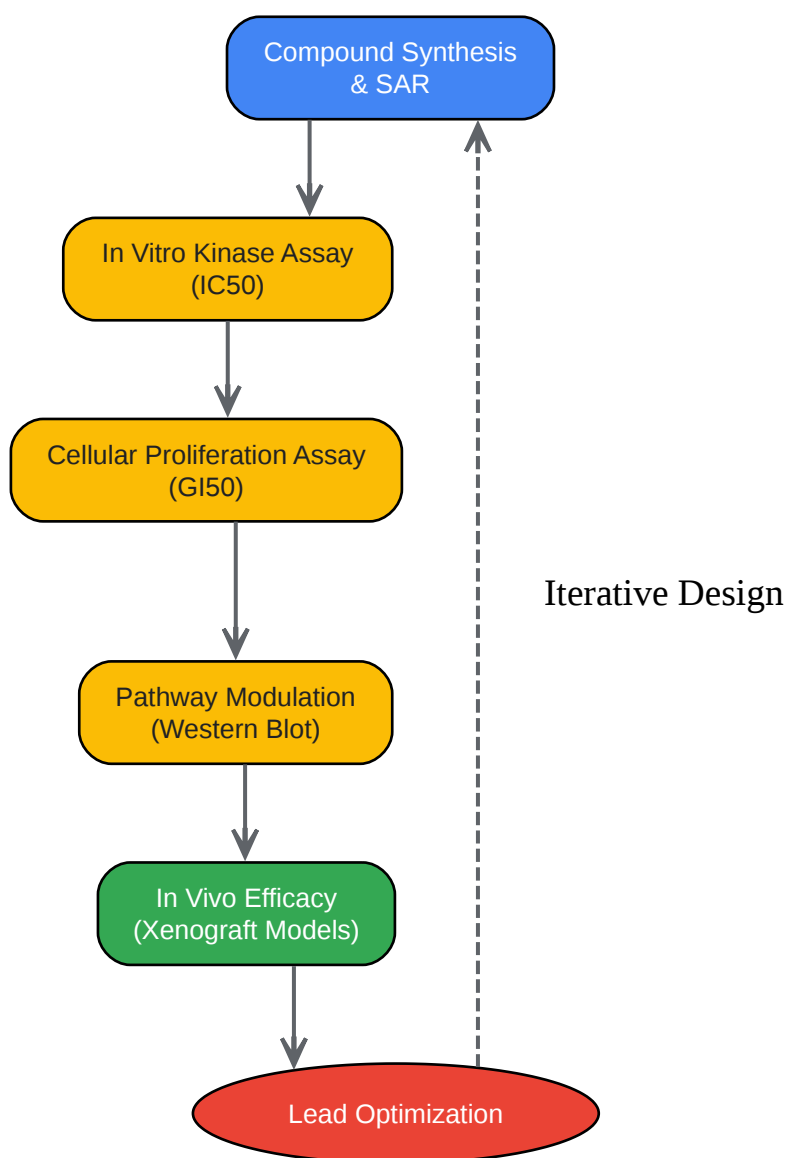 Compound Synthesis
& SAR
In Vitro Kinase Assay
(IC50)
Cellular Proliferation Assay
(GI50)
Iterative Design
Pathway Modulation
(Western Blot)
In Vivo Efficacy
(Xenograft Models)
Lead Optimization